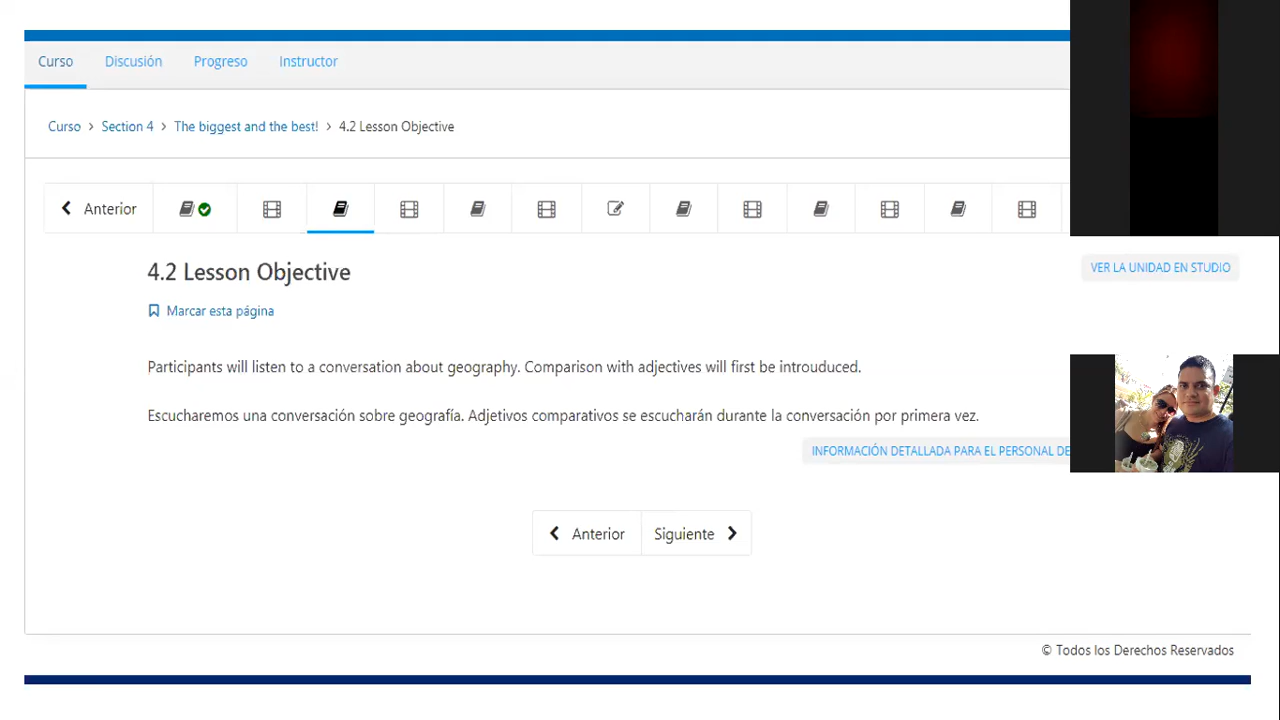 Curso Discusión Progreso Instructor
Curso > Section 4 > The biggest and the best! > 4.2 Lesson Objective
Anterior
4.2 Lesson Objective
VER LA UNIDAD EN STUDIO
Marcar esta página
Participants will listen to a conversation about geography. Comparison with adjectives will first be introuduced.
Escucharemos una conversación sobre geografía. Adjetivos comparativos se escucharán durante la conversación por primera vez.
INFORMACIÓN DETALLADA PARA EL PERSONAL DE
Anterior Siguiente
© Todos los Derechos Reservados